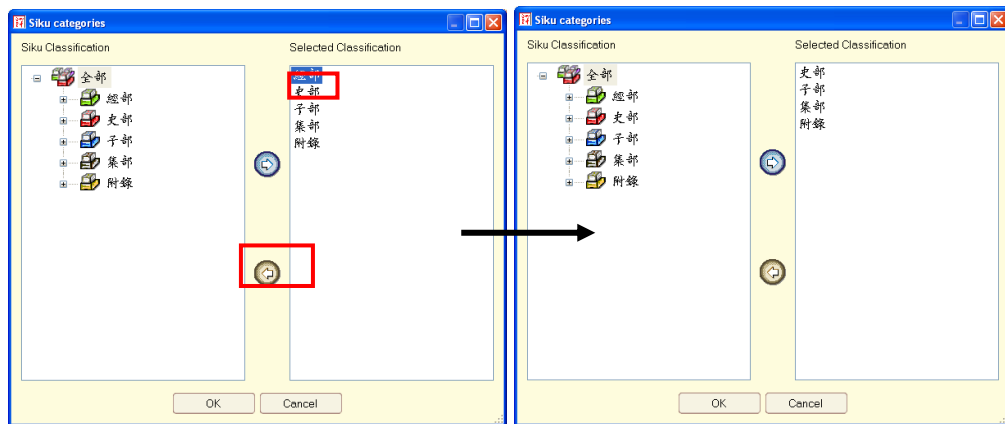 Siku categories
Siku Classification
Selected Classification
全部
經部
史部
子部
集部
附錄
經部
史部
子部
集部
附錄
OK
Cancel
Siku categories
Siku Classification
Selected Classification
全部
經部
史部
子部
集部
附錄
史部
子部
集部
附錄
OK
Cancel